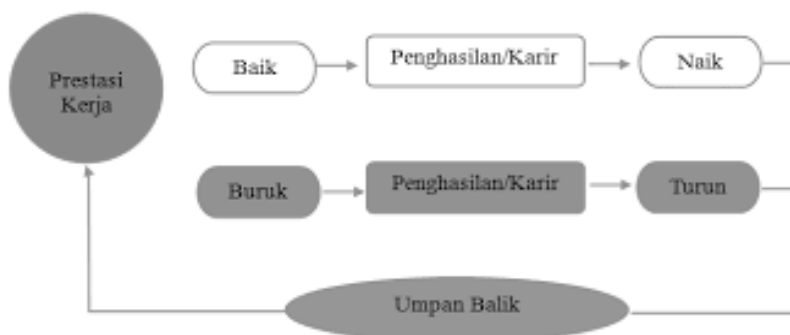 Prestasi
Kerja
Baik
Penghasilan/Karir
Naik
Buruk
Penghasilan/Karir
Turun
Umpan Balik